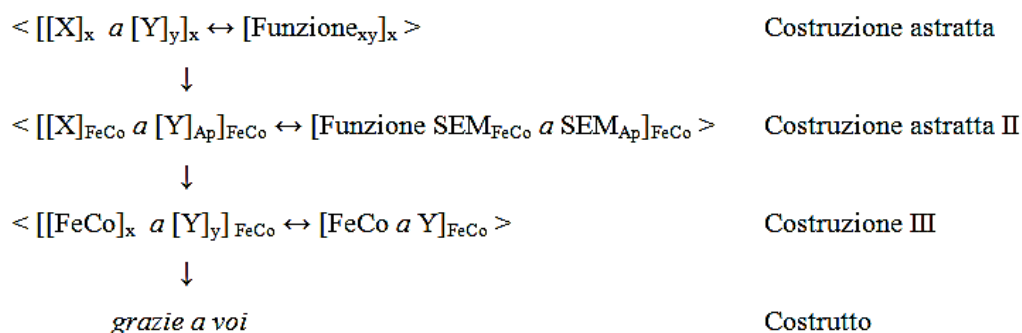 < [[X]x a [Y]y]x ↔ [Funzionexy]x > Costruzione astratta
↓
< [[X]FeCo a [Y]Ap]FeCo ↔ [Funzione SEMFeCo a SEMAp]FeCo > Costruzione astratta II
↓
< [[FeCo]x a [Y]y] FeCo ↔ [FeCo a Y]FeCo > Costruzione III
↓
grazie a voi Costrutto